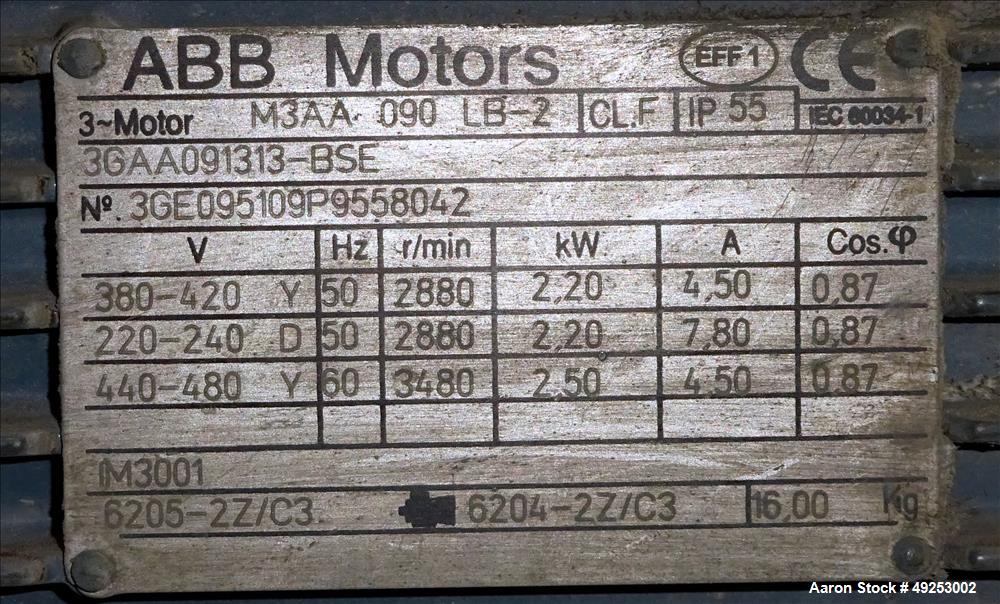 ABB Motors EFF 1 CE
3~Motor M3AA 090 LB-2 CL.F IP 55 IEC 60034-1
3GAA091313-BSE
Nº. 3GE095109P9558042
V Hz r/min kW A Cos.φ
380-420 Y 50 2880 2,20 4,50 0,87
220-240 D 50 2880 2,20 7,80 0,87
440-480 Y 60 3480 2,50 4,50 0,87
IM3001
6205-2Z/C3 6204-2Z/C3 16,00 Kg
Aaron Stock # 49253002